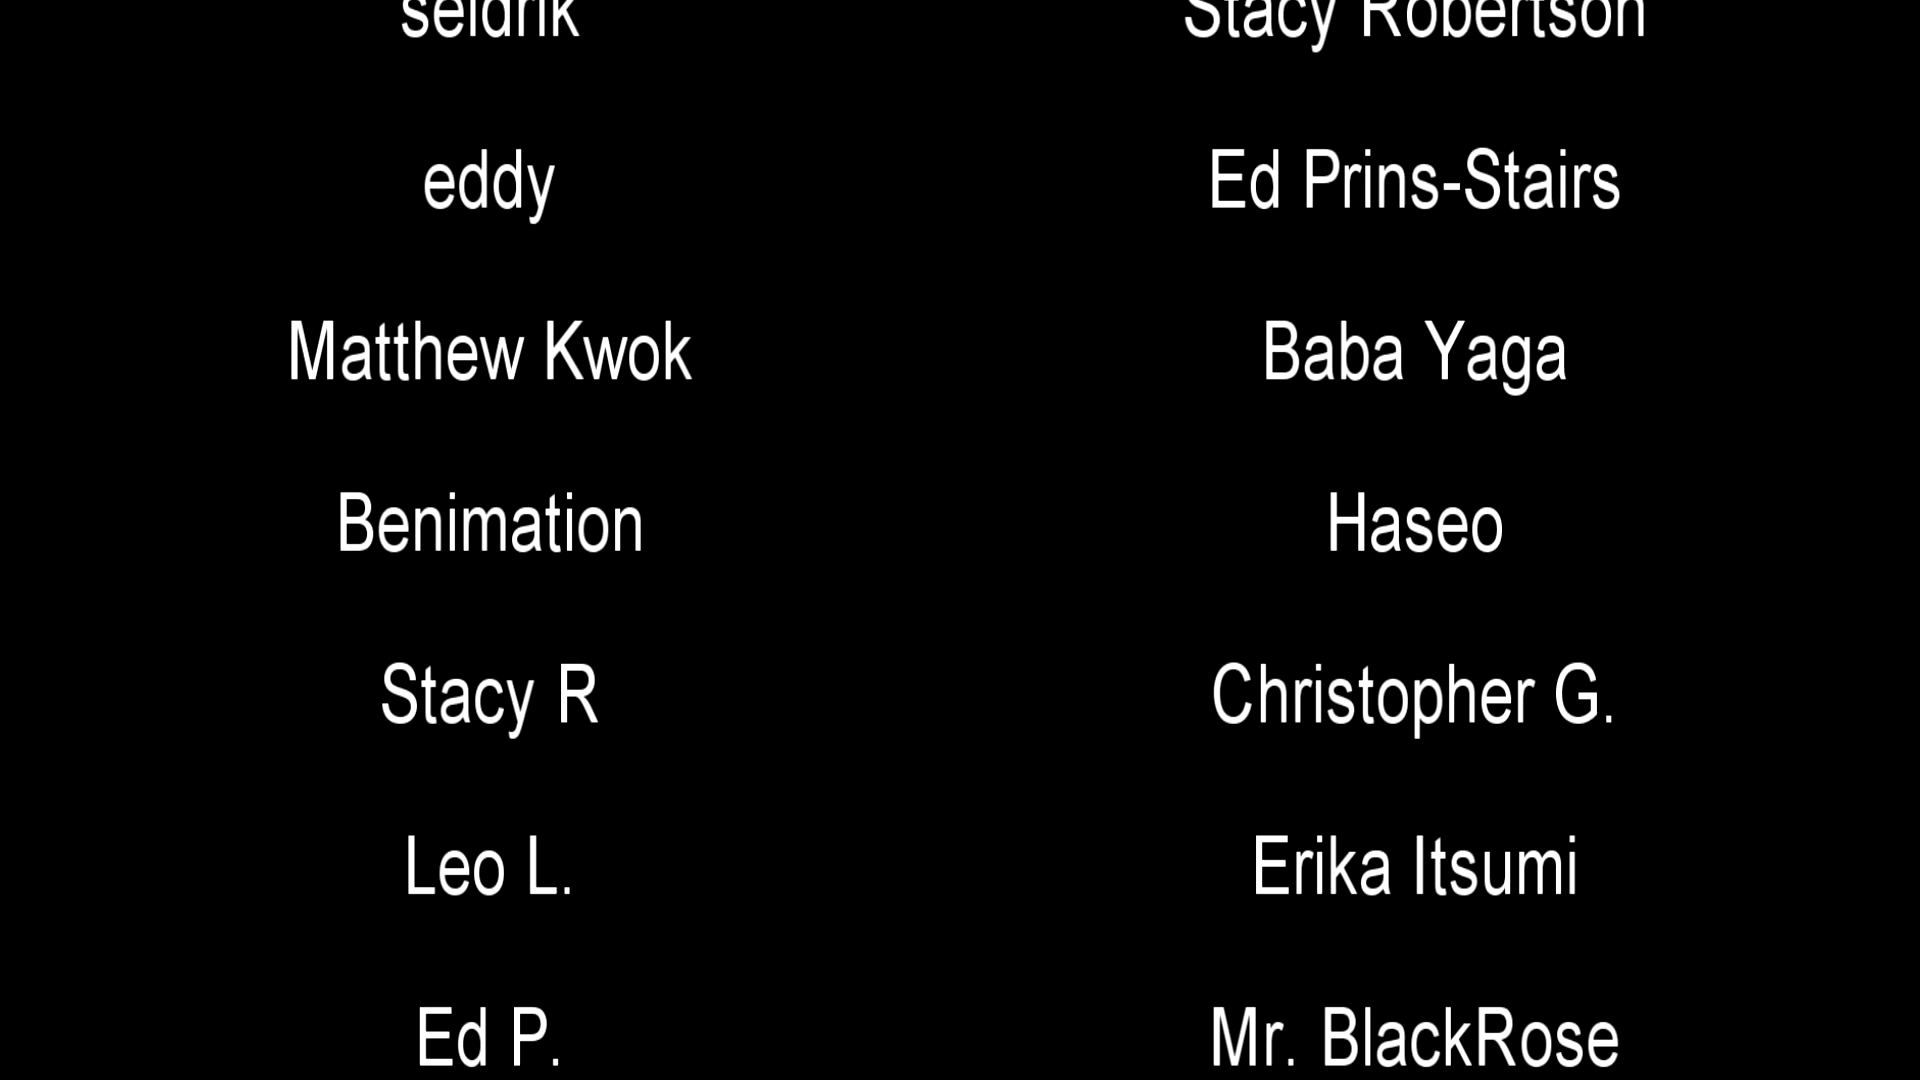 seldrik Stacy Robertson
eddy Ed Prins-Stairs
Matthew Kwok Baba Yaga
Benimation Haseo
Stacy R Christopher G.
Leo L. Erika Itsumi
Ed P. Mr. BlackRose